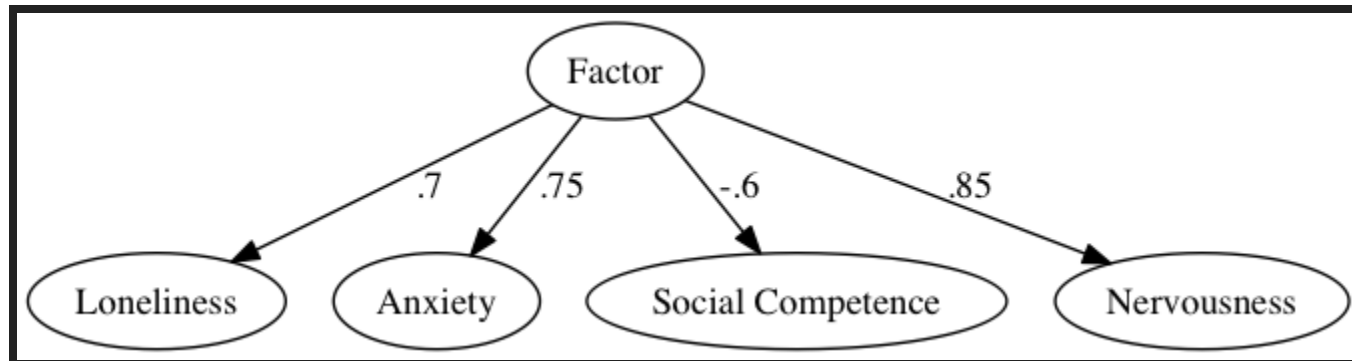 Factor
.7
.75
-.6
.85
Loneliness
Anxiety
Social Competence
Nervousness